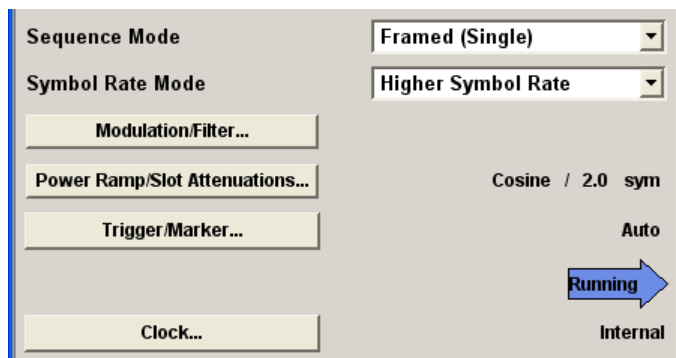 Sequence Mode Framed (Single)
Symbol Rate Mode Higher Symbol Rate
Modulation/Filter...
Power Ramp/Slot Attenuations... Cosine / 2.0 sym
Trigger/Marker... Auto
Running
Clock... Internal